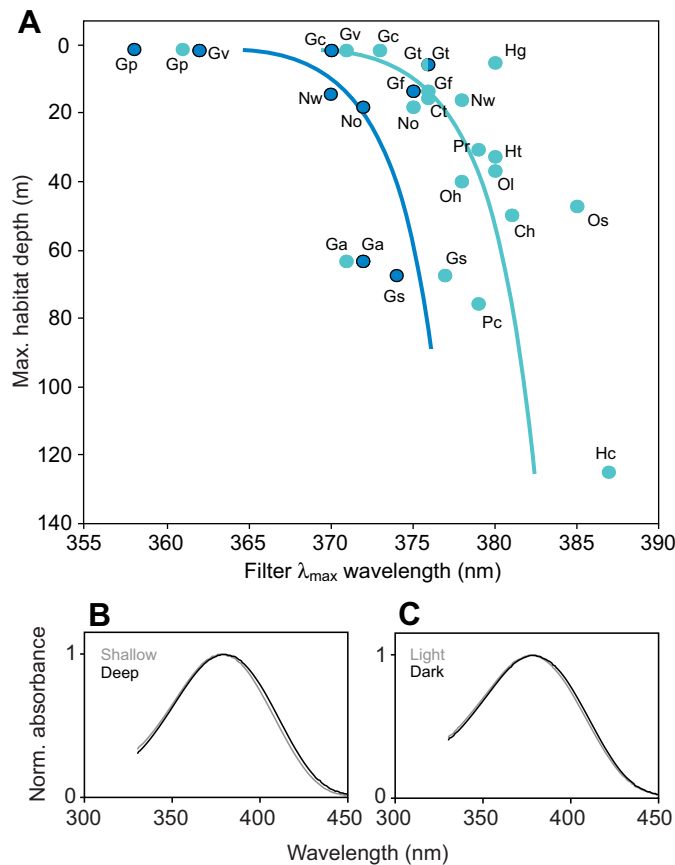 A
Max. habitat depth (m)
0
20
40
60
80
100
120
140
Gp Gp Gv Gc Gv Gc Gt Gt Hg
Nw Gf Gf Nw
No No Ct
Pr Ht
Oh Ol
Ch Os
Ga Ga Gs
Gs Pc
Hc
355 360 365 370 375 380 385 390
Filter λmax wavelength (nm)
B
Norm. absorbance
1
0
Shallow
Deep
300 350 400 450
C
1
0
Light
Dark
300 350 400 450
Wavelength (nm)